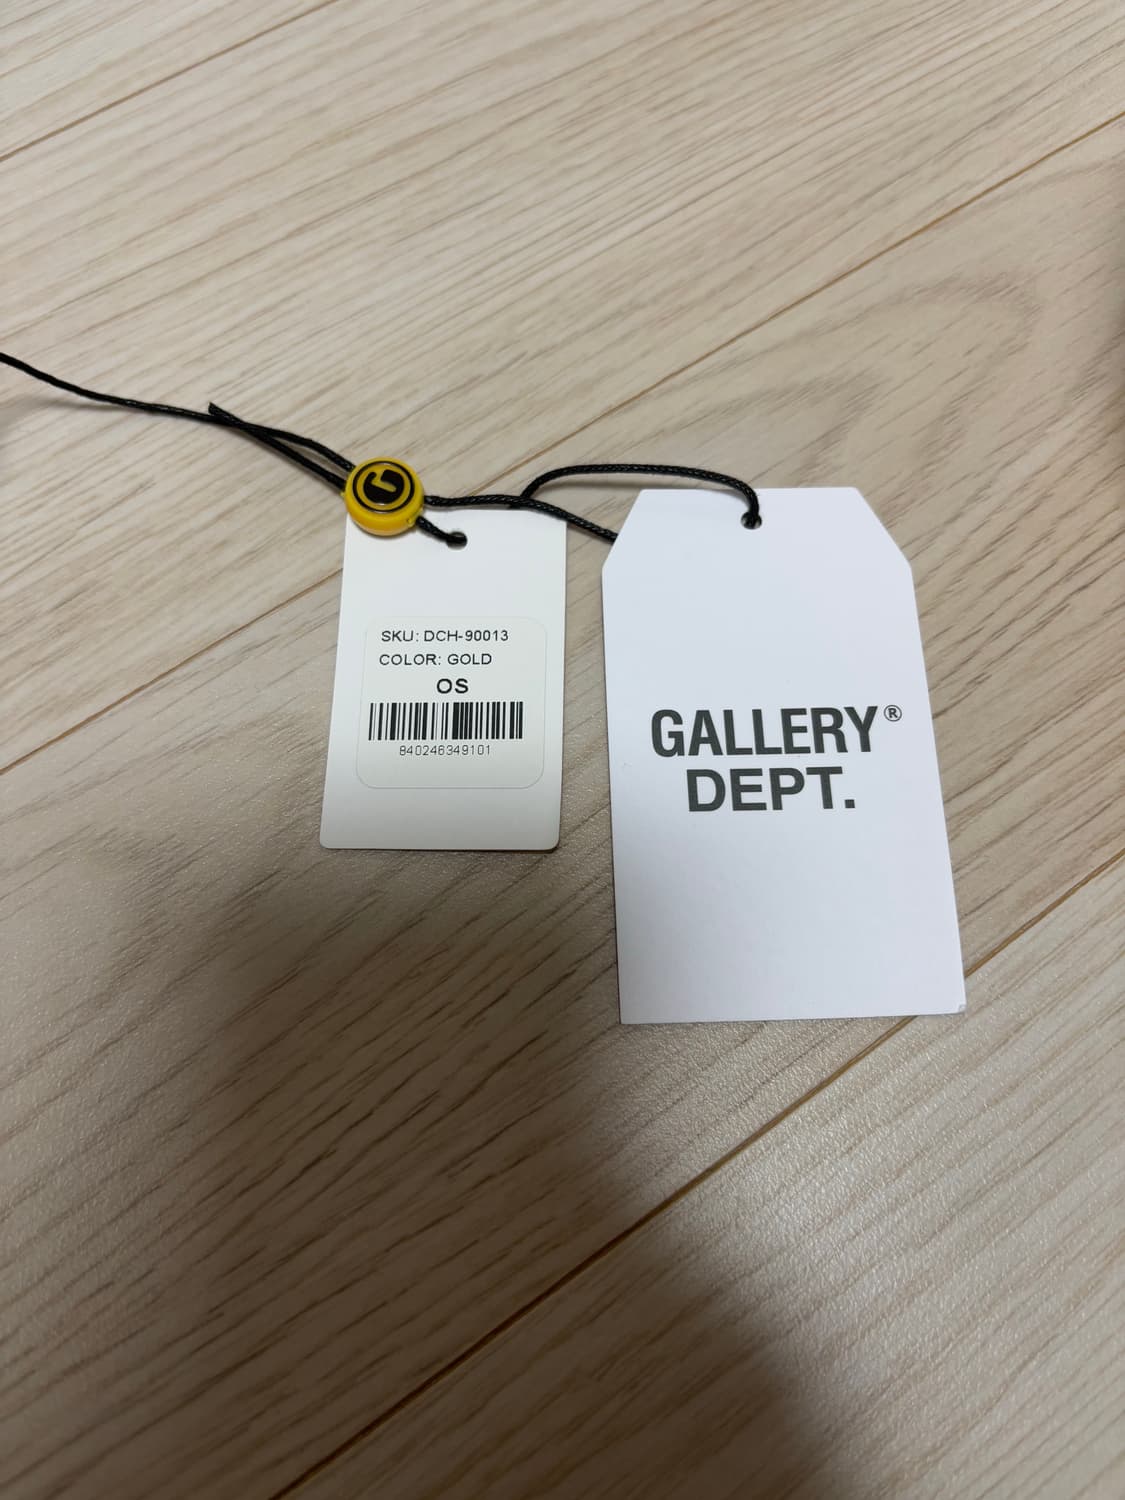 G
SKU: DCH-90013
COLOR: GOLD
OS
840246349101
GALLERY®
DEPT.